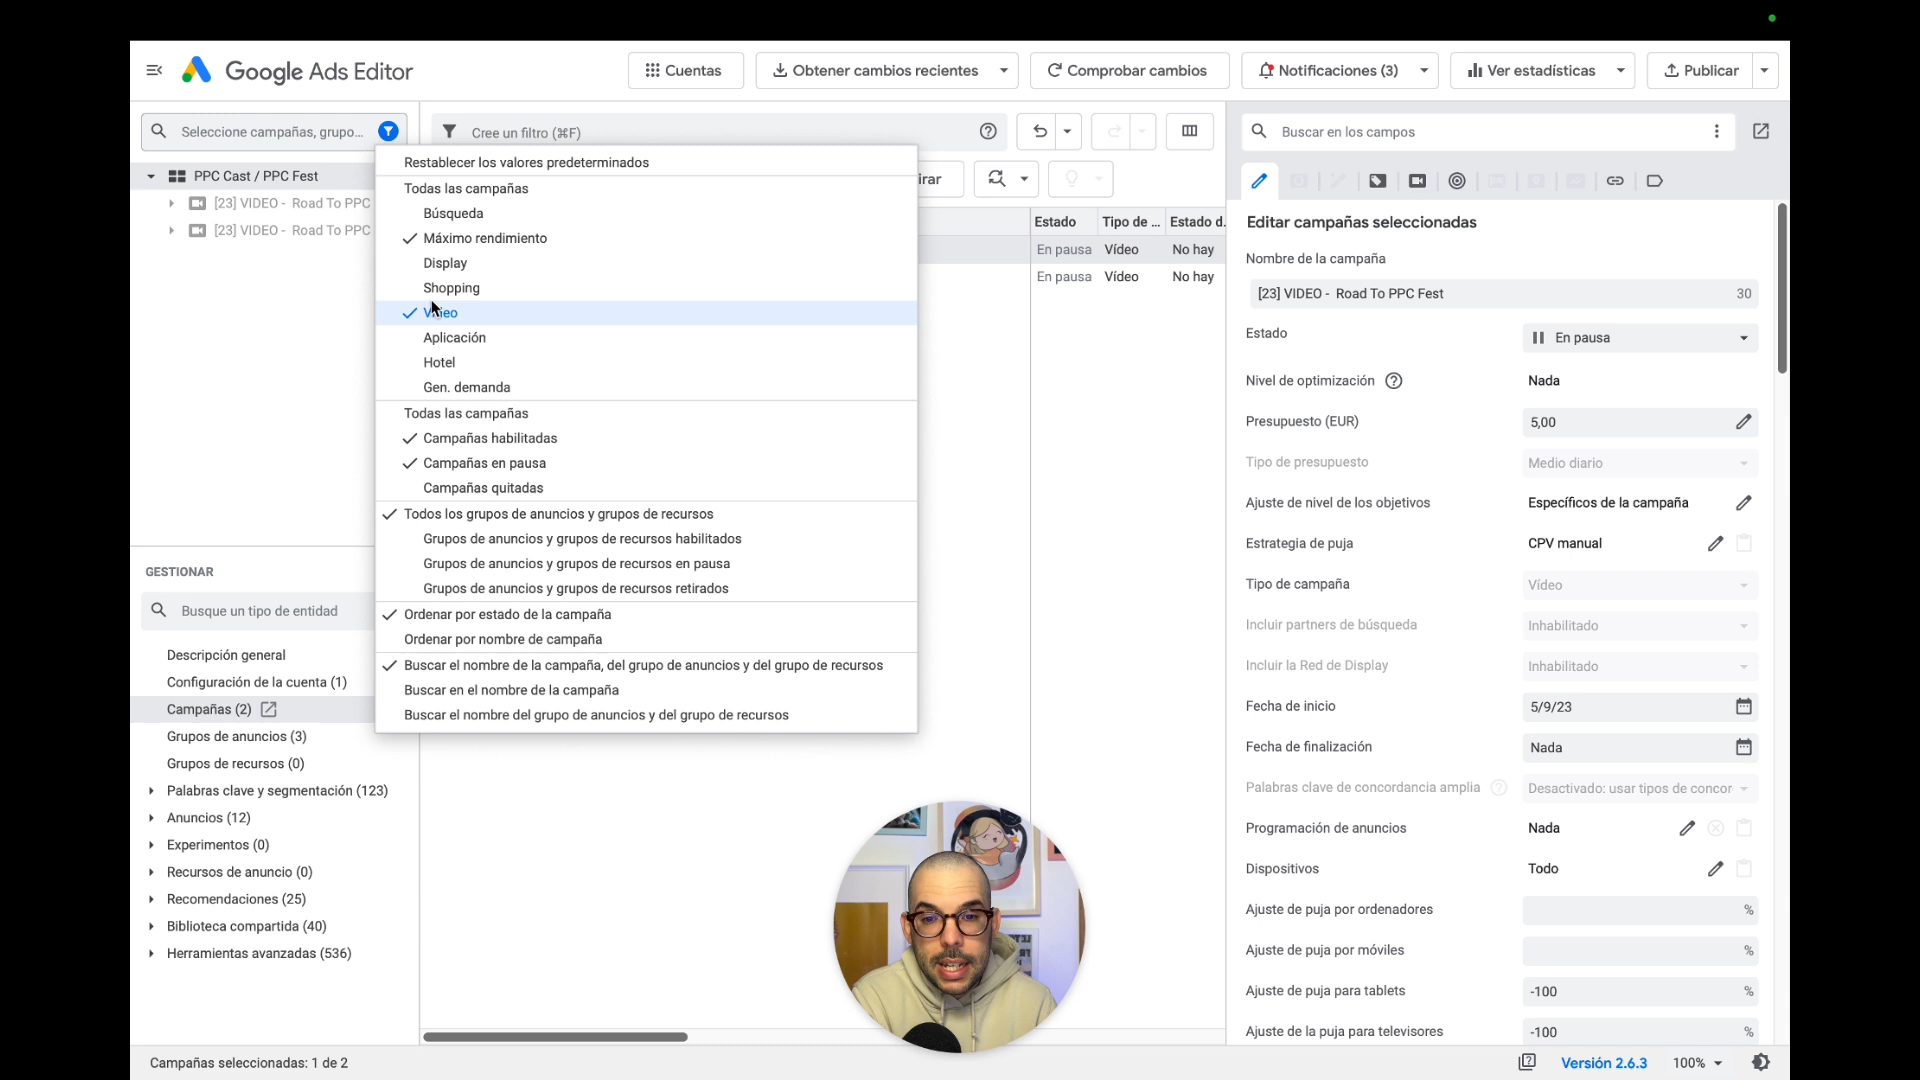 Google Ads Editor
Cuentas
Obtener cambios recientes
Comprobar cambios
Notificaciones (3)
Ver estadísticas
Publicar
Seleccione campañas, grupo...
Cree un filtro (⌘F)
Buscar en los campos
PPC Cast / PPC Fest
[23] VIDEO - Road To PPC
[23] VIDEO - Road To PPC
Restablecer los valores predeterminados
Todas las campañas
Búsqueda
Máximo rendimiento
Display
Shopping
Vídeo
Aplicación
Hotel
Gen. demanda
Todas las campañas
Campañas habilitadas
Campañas en pausa
Campañas quitadas
Todos los grupos de anuncios y grupos de recursos
Grupos de anuncios y grupos de recursos habilitados
Grupos de anuncios y grupos de recursos en pausa
Grupos de anuncios y grupos de recursos retirados
Ordenar por estado de la campaña
Ordenar por nombre de campaña
Buscar el nombre de la campaña, del grupo de anuncios y del grupo de recursos
Buscar en el nombre de la campaña
Buscar el nombre del grupo de anuncios y del grupo de recursos
irar
Estado Tipo de ... Estado d.
En pausa Vídeo No hay
En pausa Vídeo No hay
GESTIONAR
Busque un tipo de entidad
Descripción general
Configuración de la cuenta (1)
Campañas (2)
Grupos de anuncios (3)
Grupos de recursos (0)
Palabras clave y segmentación (123)
Anuncios (12)
Experimentos (0)
Recursos de anuncio (0)
Recomendaciones (25)
Biblioteca compartida (40)
Herramientas avanzadas (536)
Editar campañas seleccionadas
Nombre de la campaña
[23] VIDEO - Road To PPC Fest 30
Estado En pausa
Nivel de optimización Nada
Presupuesto (EUR) 5,00
Tipo de presupuesto Medio diario
Ajuste de nivel de los objetivos Específicos de la campaña
Estrategia de puja CPV manual
Tipo de campaña Vídeo
Incluir partners de búsqueda Inhabilitado
Incluir la Red de Display Inhabilitado
Fecha de inicio 5/9/23
Fecha de finalización Nada
Palabras clave de concordancia amplia Desactivado: usar tipos de concor
Programación de anuncios Nada
Dispositivos Todo
Ajuste de puja por ordenadores %
Ajuste de puja por móviles %
Ajuste de puja para tablets -100 %
Ajuste de la puja para televisores -100 %
Campañas seleccionadas: 1 de 2
Versión 2.6.3
100%